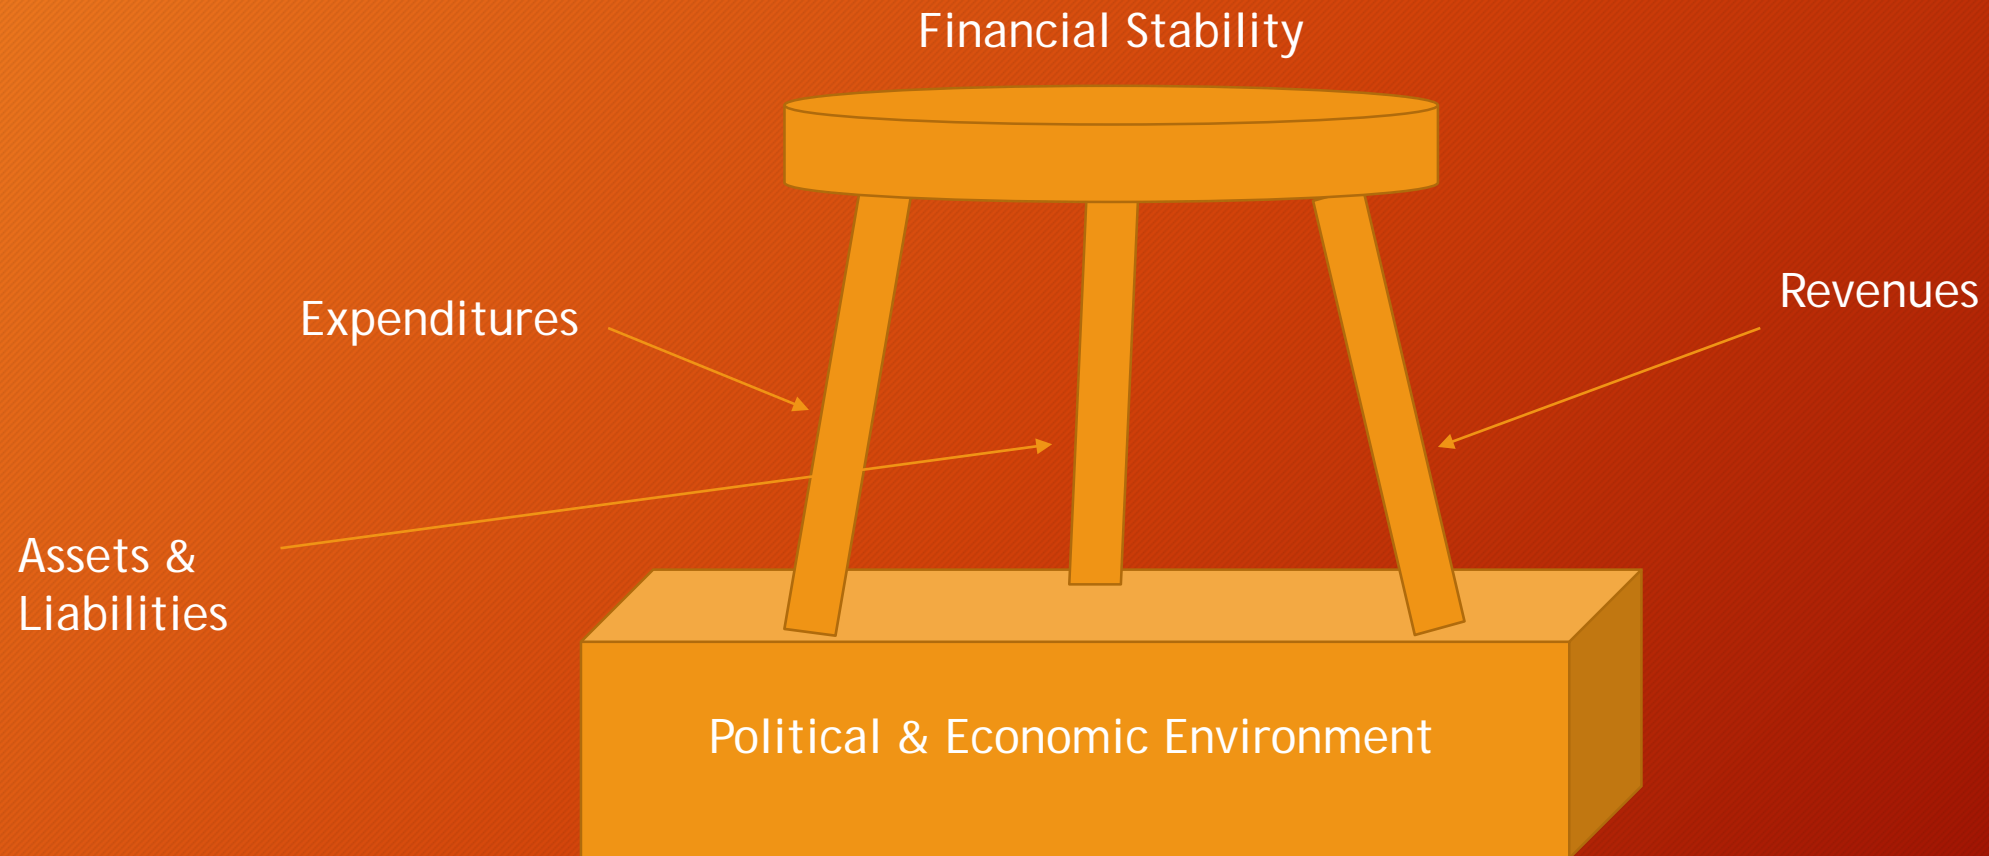 Financial Stability
Expenditures
Revenues
Assets &
Liabilities
Political & Economic Environment